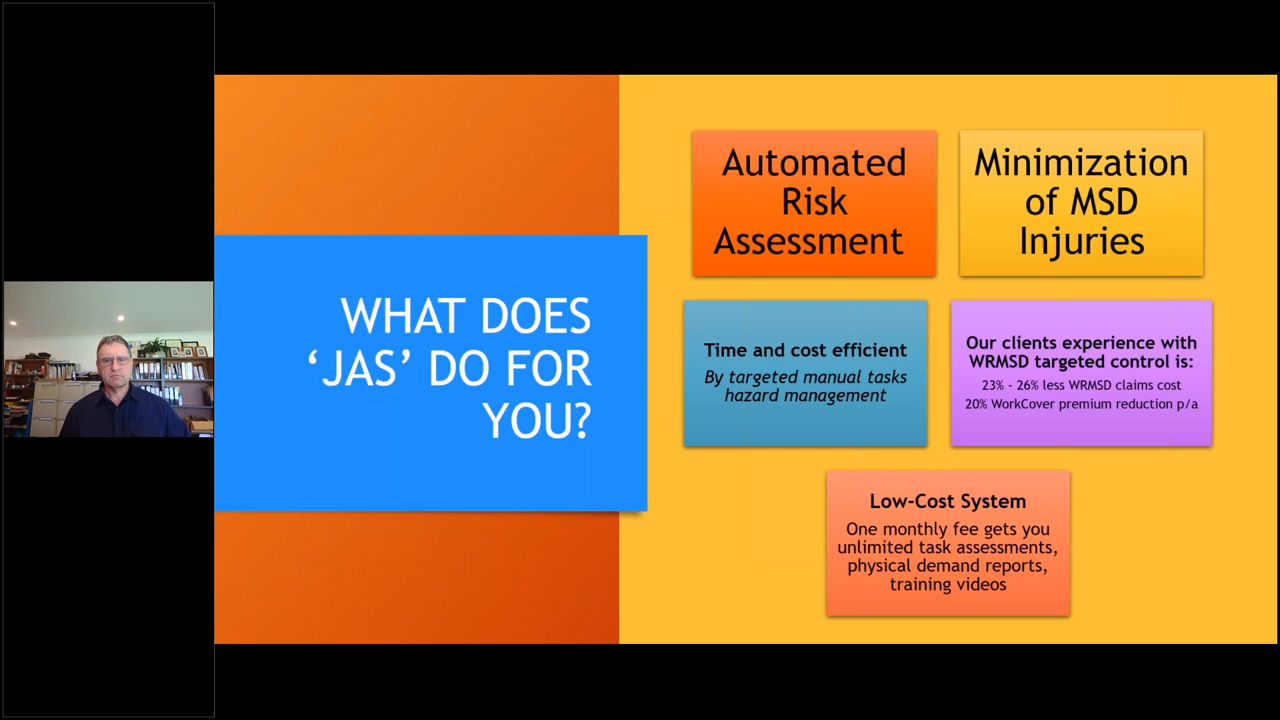 WHAT DOES
‘JAS’ DO FOR
YOU?
Automated
Risk
Assessment
Minimization
of MSD
Injuries
Time and cost efficient
By targeted manual tasks
hazard management
Our clients experience with
WRMSD targeted control is:
23% - 26% less WRMSD claims cost
20% WorkCover premium reduction p/a
Low-Cost System
One monthly fee gets you
unlimited task assessments,
physical demand reports,
training videos